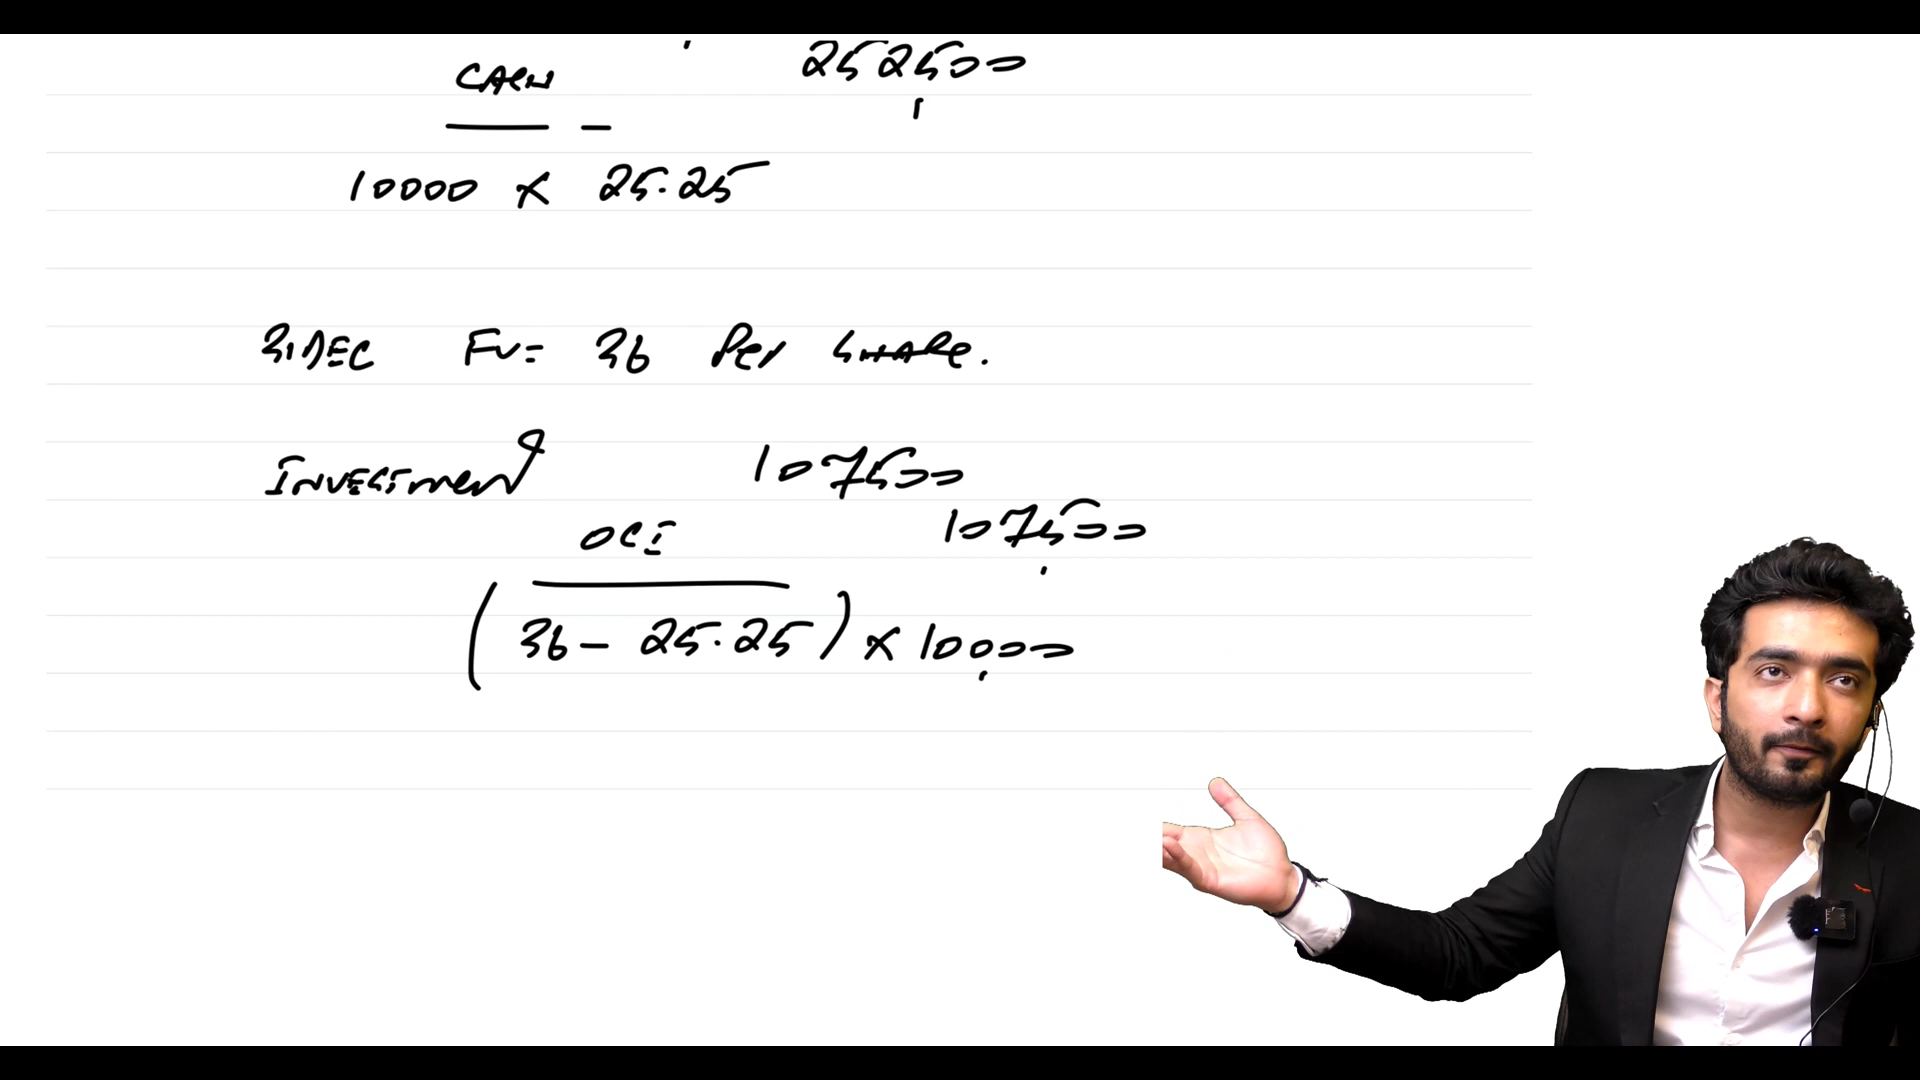 252500
CASH
10000 × 25.25
31 DEC FV= 36 Per SHARE.
INVESTMENT 107500
OCI 107500
(36 - 25.25) × 10000